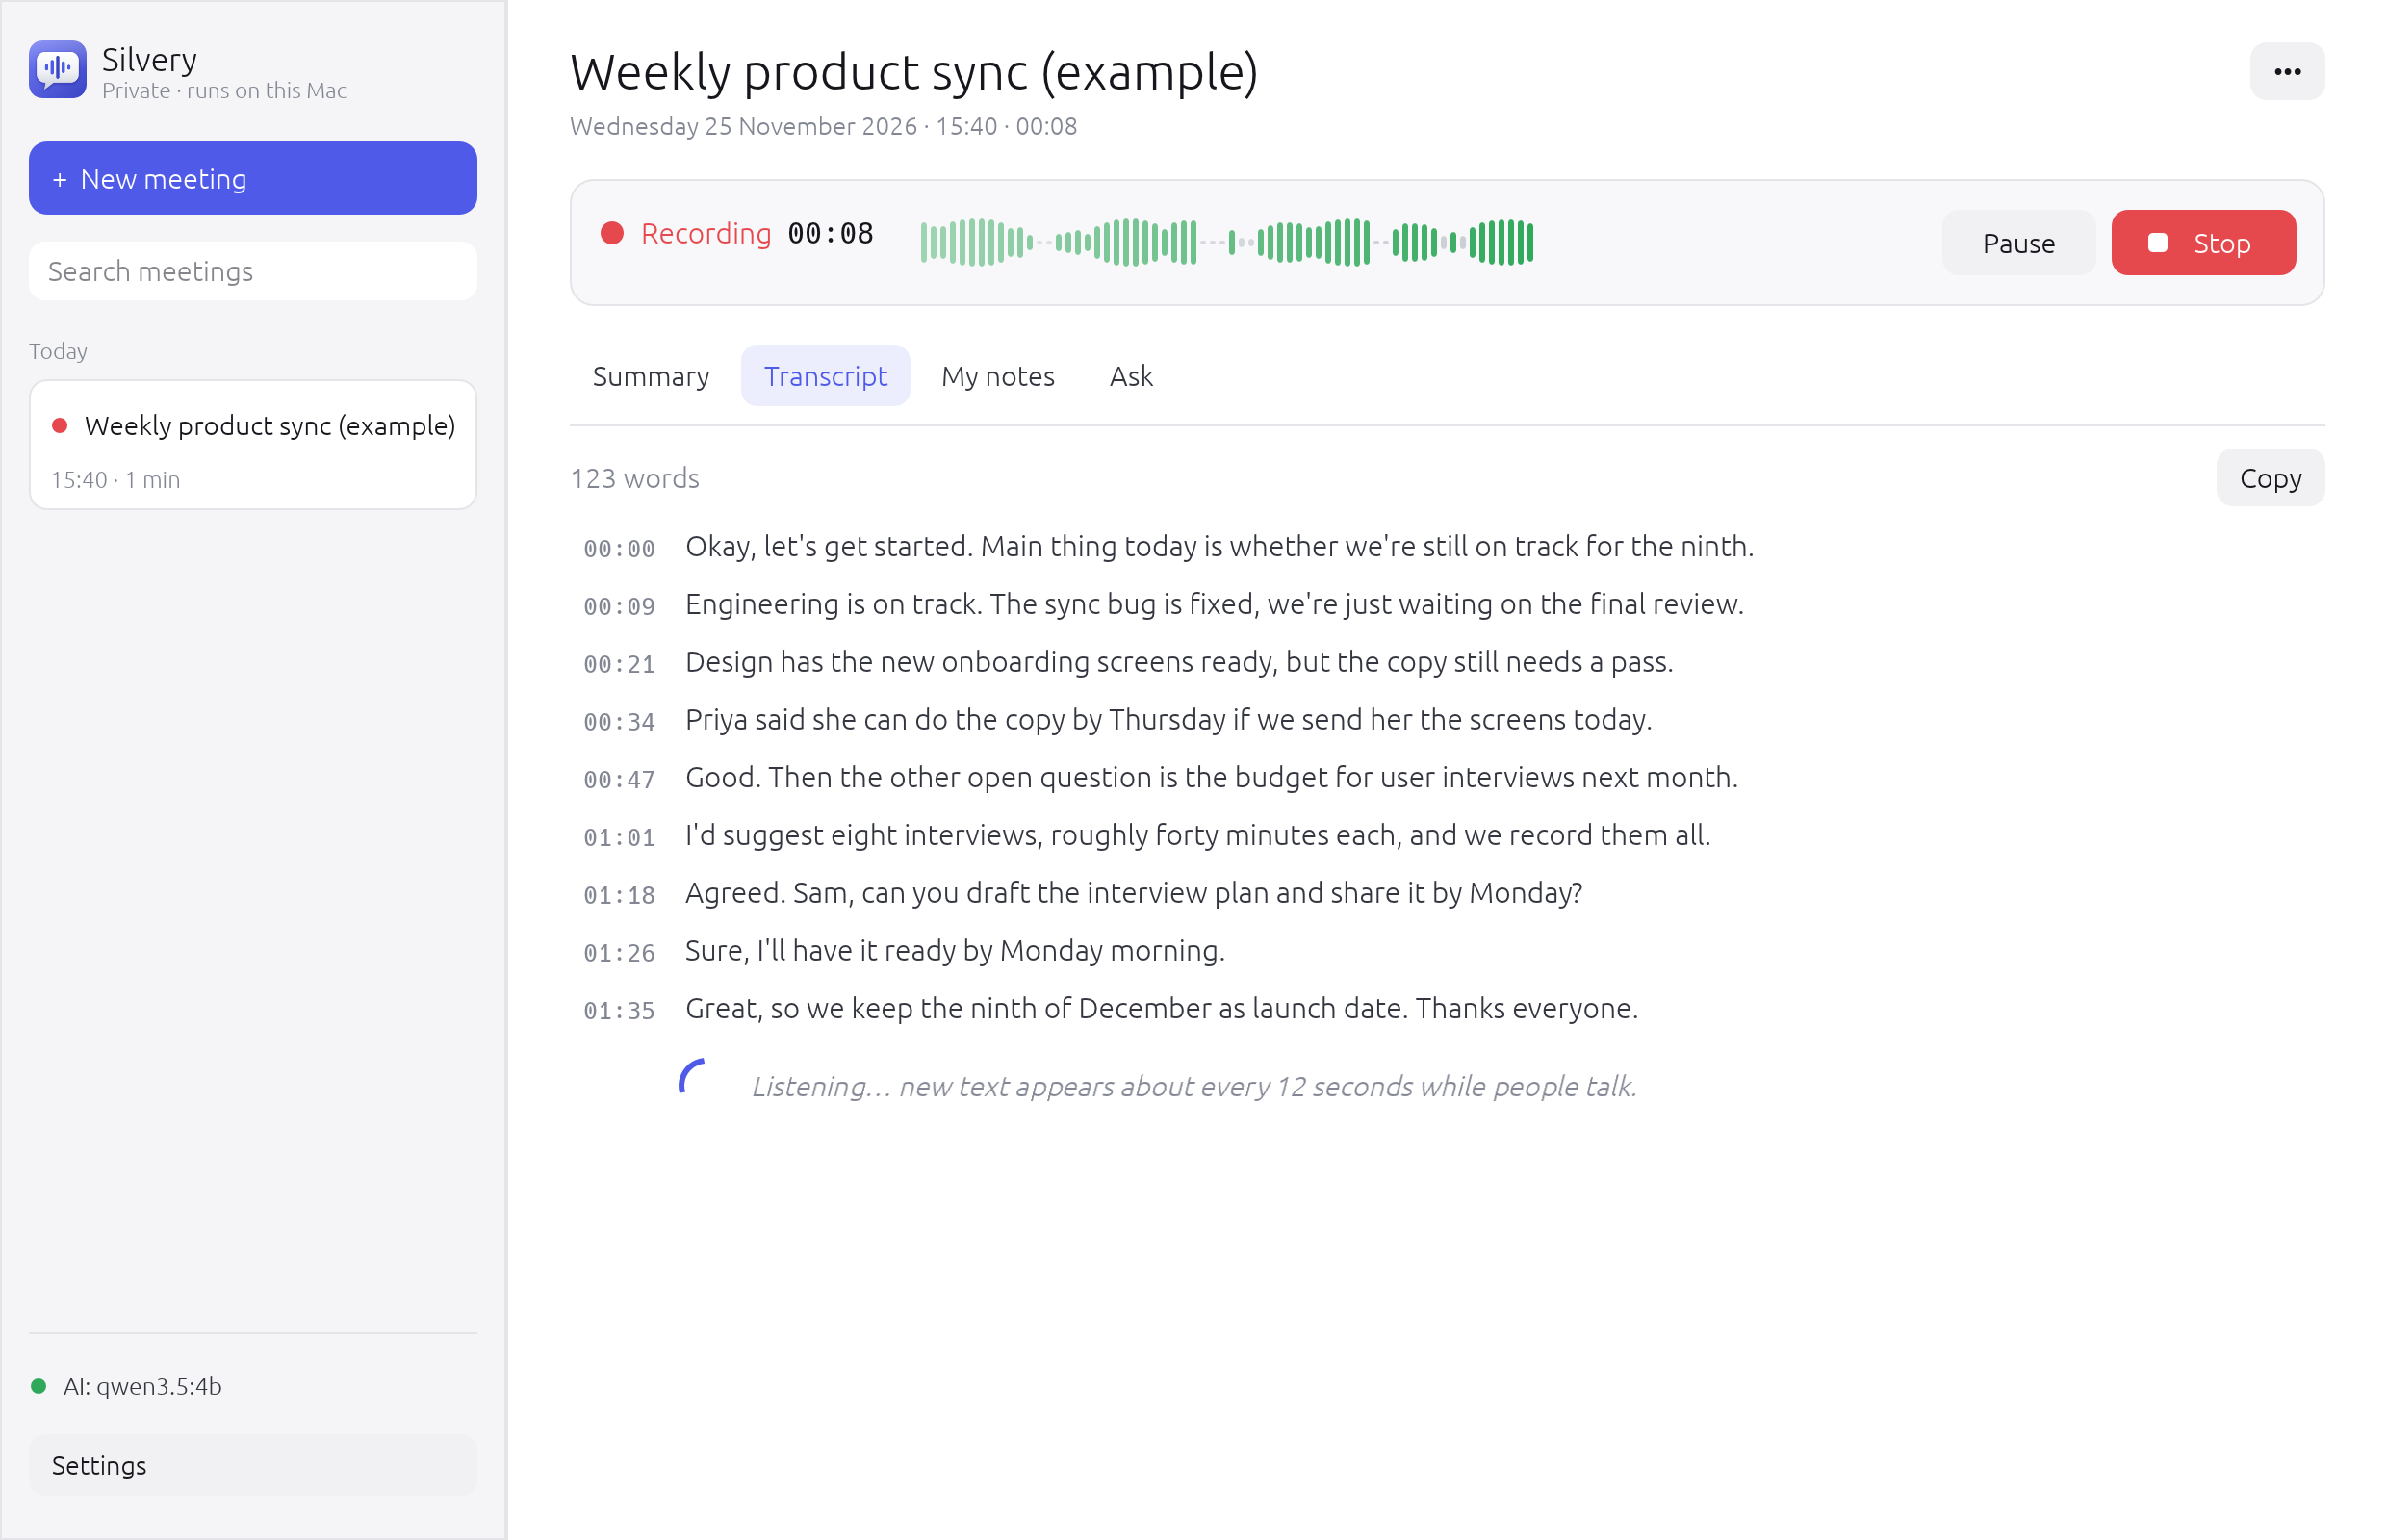 Silvery
Private · runs on this Mac
+ New meeting
Search meetings
Today
Weekly product sync (example)
15:40 · 1 min
AI: qwen3.5:4b
Settings
Weekly product sync (example)
•••
Wednesday 25 November 2026 · 15:40 · 00:08
Recording 00:08
Pause
Stop
Summary
Transcript
My notes
Ask
123 words
Copy
00:00 Okay, let's get started. Main thing today is whether we're still on track for the ninth.
00:09 Engineering is on track. The sync bug is fixed, we're just waiting on the final review.
00:21 Design has the new onboarding screens ready, but the copy still needs a pass.
00:34 Priya said she can do the copy by Thursday if we send her the screens today.
00:47 Good. Then the other open question is the budget for user interviews next month.
01:01 I'd suggest eight interviews, roughly forty minutes each, and we record them all.
01:18 Agreed. Sam, can you draft the interview plan and share it by Monday?
01:26 Sure, I'll have it ready by Monday morning.
01:35 Great, so we keep the ninth of December as launch date. Thanks everyone.
Listening… new text appears about every 12 seconds while people talk.